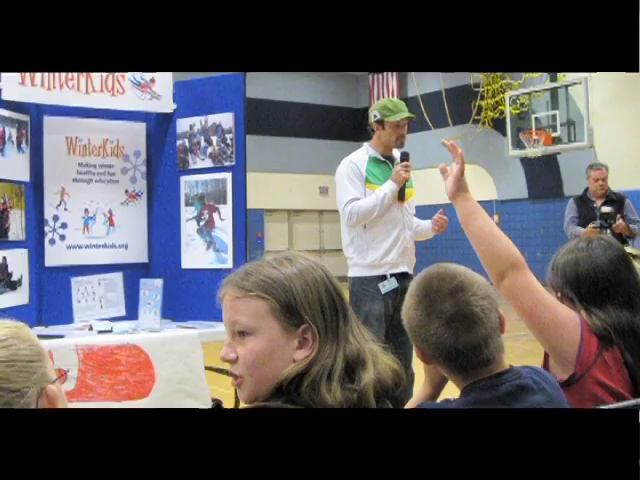 WinterKids
WinterKids
Making winter
healthy and fun
through education
www.winterkids.org